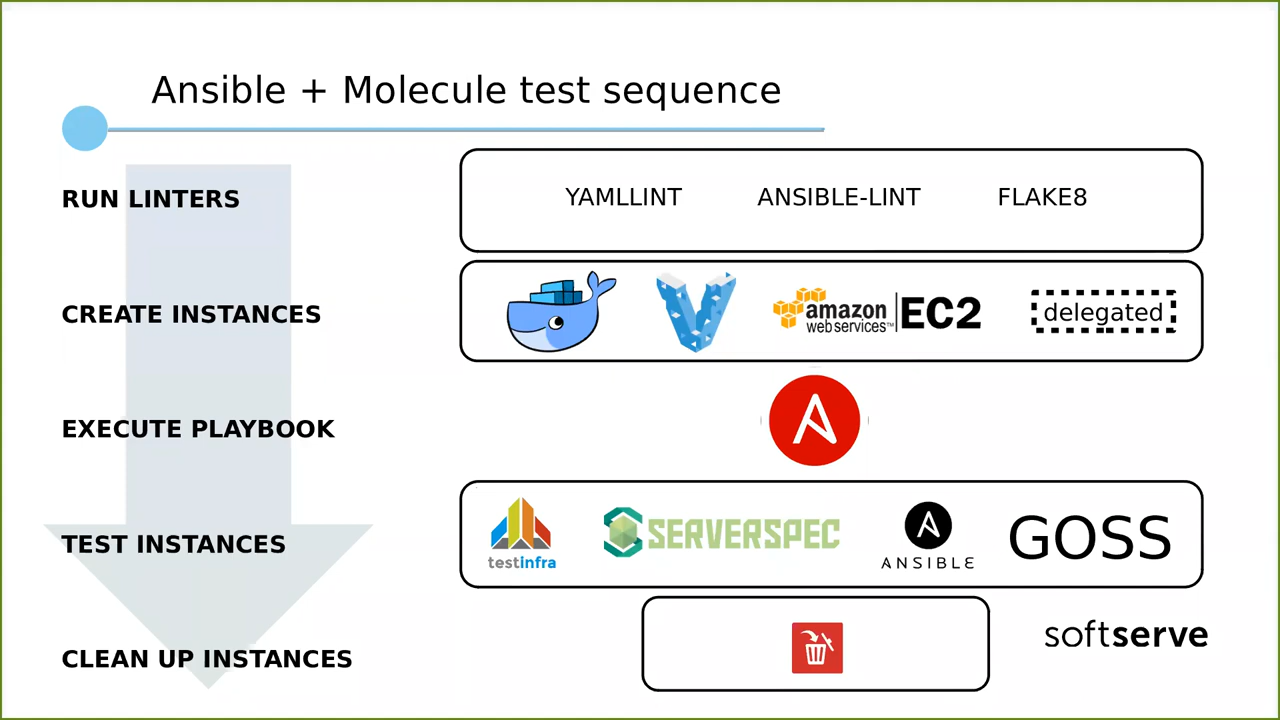 Ansible + Molecule test sequence
RUN LINTERS
YAMLLINT ANSIBLE-LINT FLAKE8
CREATE INSTANCES
amazon web services™ EC2
delegated
EXECUTE PLAYBOOK
TEST INSTANCES
testinfra
SERVERSPEC
ANSIBLE
GOSS
CLEAN UP INSTANCES
softserve